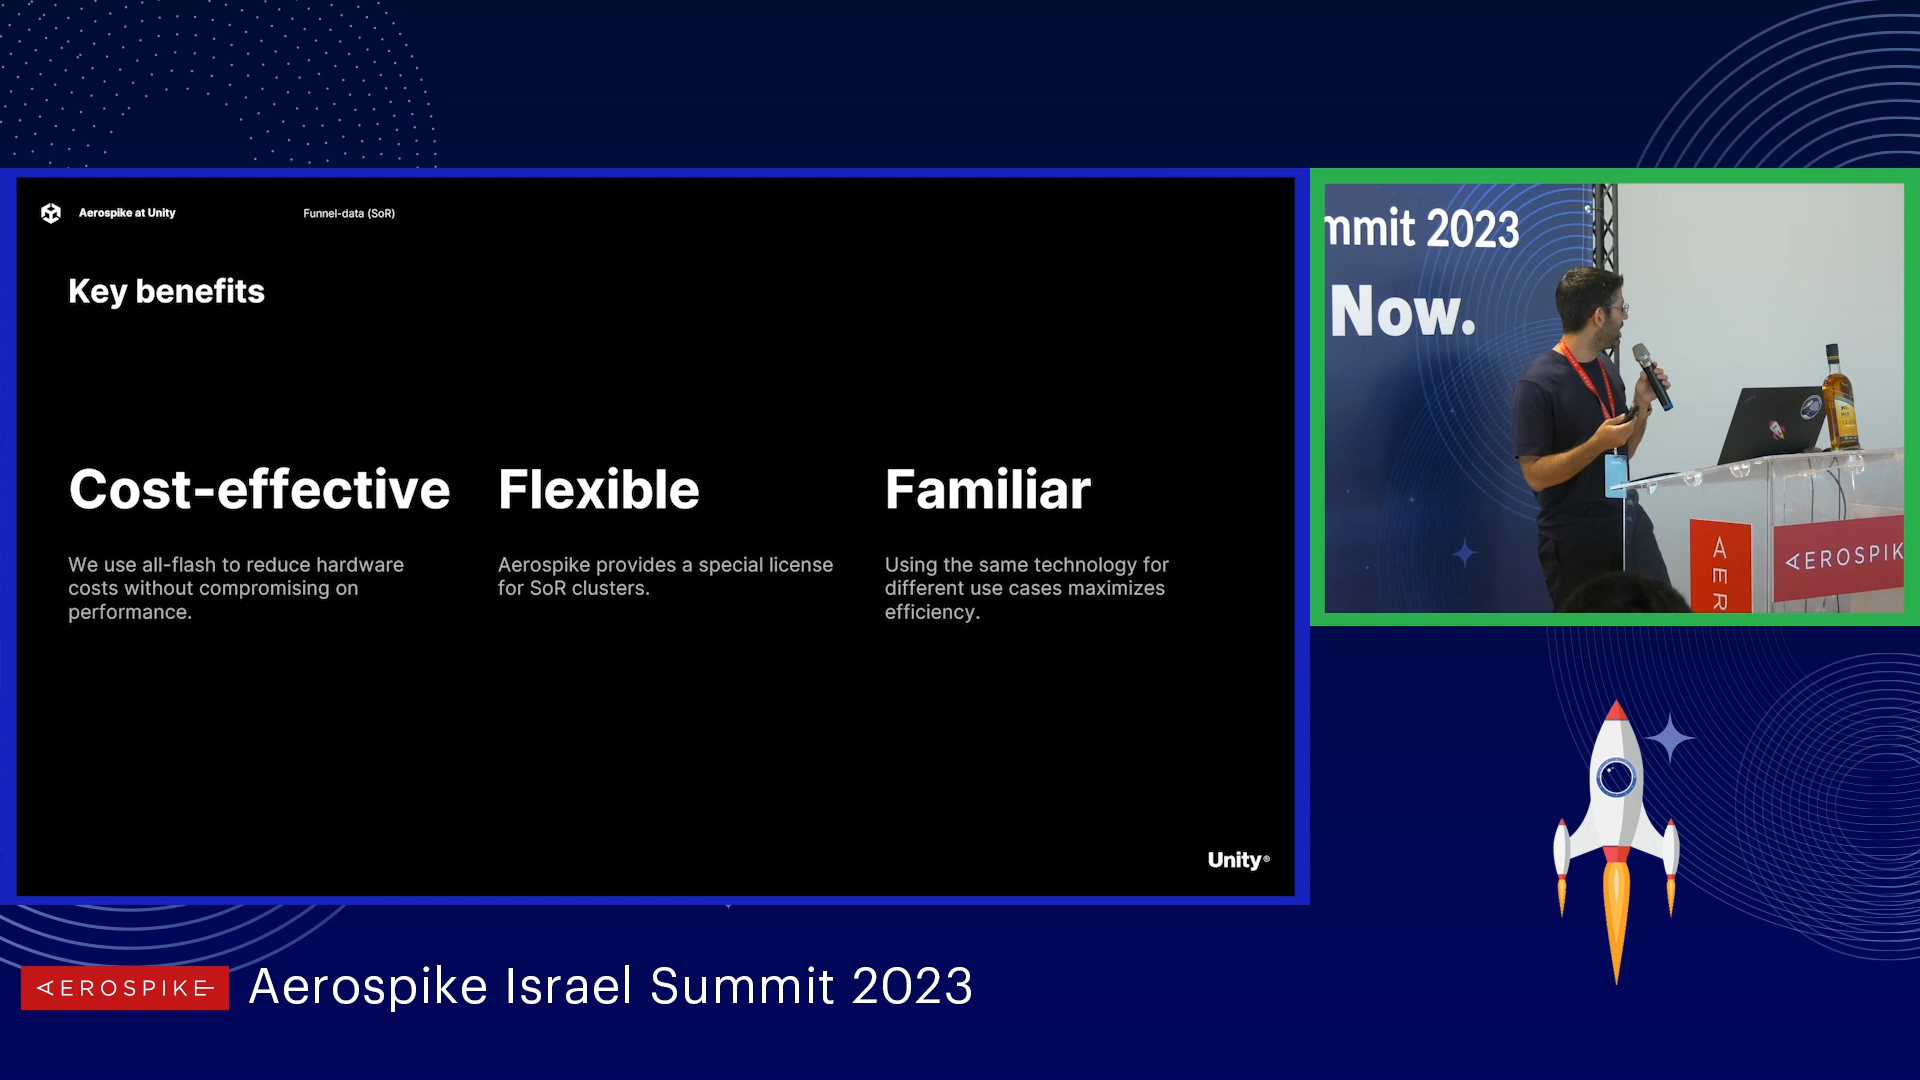 Aerospike at Unity
Funnel-data (SoR)
Key benefits
Cost-effective
We use all-flash to reduce hardware
costs without compromising on
performance.
Flexible
Aerospike provides a special license
for SoR clusters.
Familiar
Using the same technology for
different use cases maximizes
efficiency.
Unity®
mmit 2023
Now.
AER
AEROSPIK
AEROSPIKE
Aerospike Israel Summit 2023